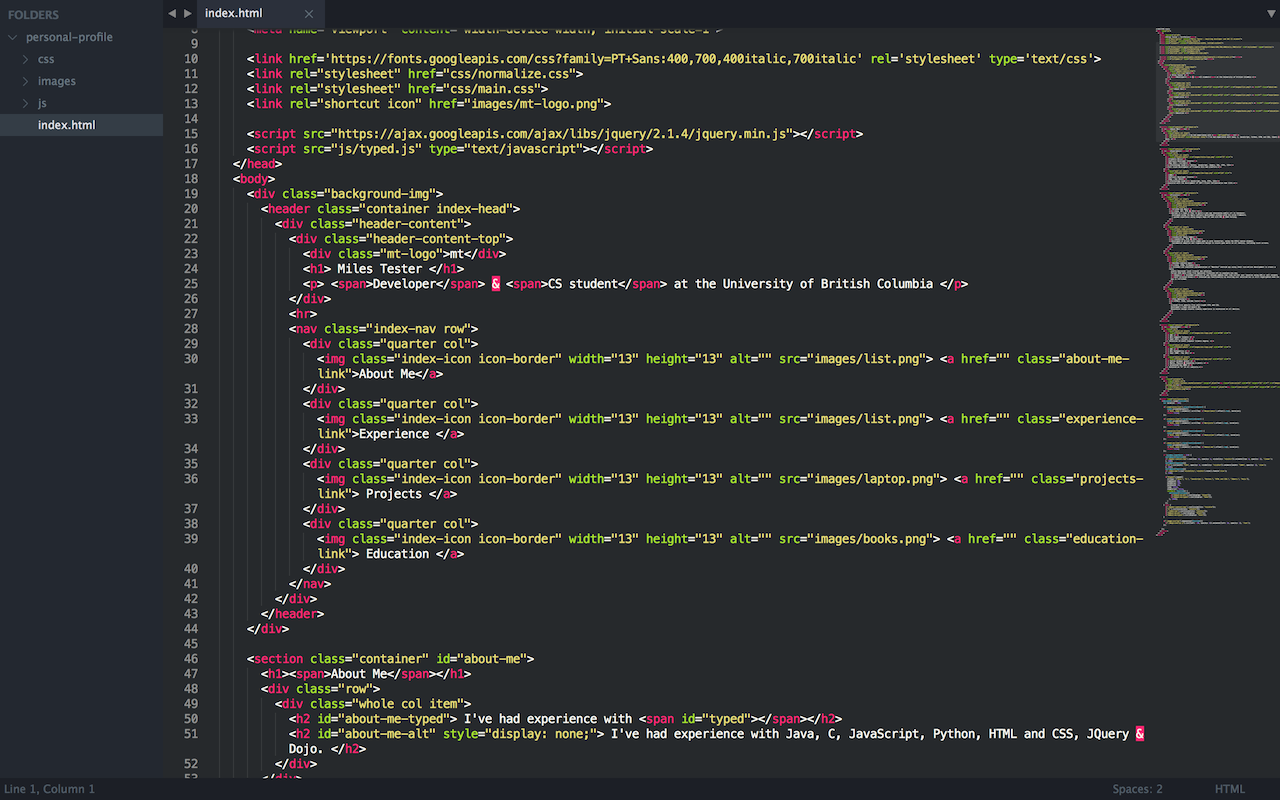 FOLDERS
personal-profile
css
images
js
index.html
index.html
8 <meta name="viewport" content="width=device-width, initial-scale=1">
9
10 <link href='https://fonts.googleapis.com/css?family=PT+Sans:400,700,400italic,700italic' rel='stylesheet' type='text/css'>
11 <link rel="stylesheet" href="css/normalize.css">
12 <link rel="stylesheet" href="css/main.css">
13 <link rel="shortcut icon" href="images/mt-logo.png">
14
15 <script src="https://ajax.googleapis.com/ajax/libs/jquery/2.1.4/jquery.min.js"></script>
16 <script src="js/typed.js" type="text/javascript"></script>
17 </head>
18 <body>
19 <div class="background-img">
20 <header class="container index-head">
21 <div class="header-content">
22 <div class="header-content-top">
23 <div class="mt-logo">mt</div>
24 <h1> Miles Tester </h1>
25 <p> <span>Developer</span> & <span>CS student</span> at the University of British Columbia </p>
26 </div>
27 <hr>
28 <nav class="index-nav row">
29 <div class="quarter col">
30 <img class="index-icon icon-border" width="13" height="13" alt="" src="images/list.png"> <a href="" class="about-me-
link">About Me</a>
31 </div>
32 <div class="quarter col">
33 <img class="index-icon icon-border" width="13" height="13" alt="" src="images/list.png"> <a href="" class="experience-
link">Experience </a>
34 </div>
35 <div class="quarter col">
36 <img class="index-icon icon-border" width="13" height="13" alt="" src="images/laptop.png"> <a href="" class="projects-
link"> Projects </a>
37 </div>
38 <div class="quarter col">
39 <img class="index-icon icon-border" width="13" height="13" alt="" src="images/books.png"> <a href="" class="education-
link"> Education </a>
40 </div>
41 </nav>
42 </div>
43 </header>
44 </div>
45
46 <section class="container" id="about-me">
47 <h1><span>About Me</span></h1>
48 <div class="row">
49 <div class="whole col item">
50 <h2 id="about-me-typed"> I've had experience with <span id="typed"></span></h2>
51 <h2 id="about-me-alt" style="display: none;"> I've had experience with Java, C, JavaScript, Python, HTML and CSS, JQuery &
Dojo. </h2>
52 </div>
53 </div>
Line 1, Column 1
Spaces: 2
HTML